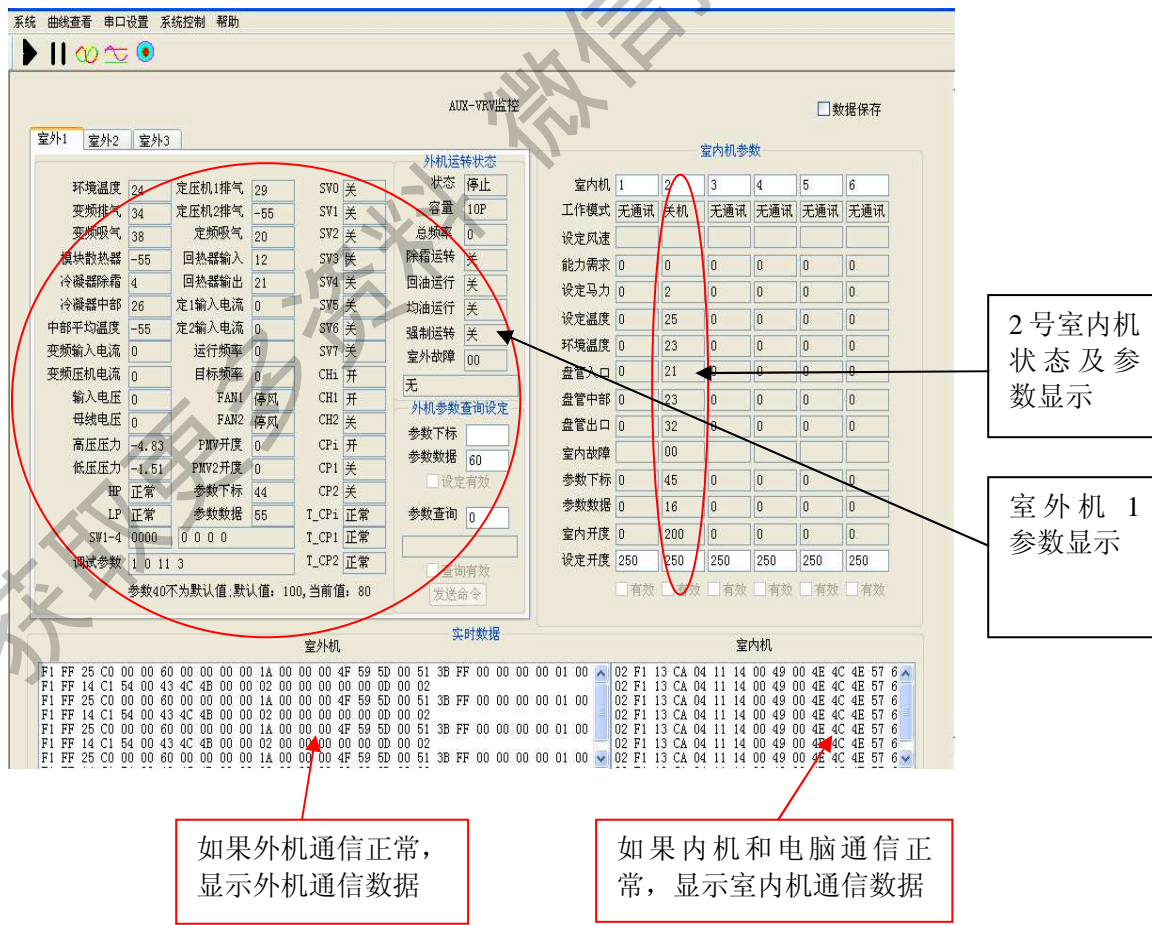 系统 曲线查看 串口设置 系统控制 帮助
AUX-VRV监控
数据保存
室外1 室外2 室外3
环境温度 24 定压机1排气 29 SV0 关
变频排气 34 定压机2排气 -55 SV1 关
变频吸气 38 定频吸气 20 SV2 关
模块散热器 -55 回热器输入 12 SV3 关
冷凝器除霜 4 回热器输出 21 SV4 关
冷凝器中部 26 定1输入电流 0 SV5 关
中部平均温度 -55 定2输入电流 0 SV6 关
变频输入电流 0 运行频率 0 SV7 关
变频压机电流 0 目标频率 0 CHi 开
输入电压 0 FAN1 停风 CH1 开
母线电压 0 FAN2 停风 CH2 关
高压压力 -4.83 PMV开度 0 CPi 开
低压压力 -1.51 PMV2开度 0 CP1 关
HP 正常 参数下标 44 CP2 关
LP 正常 参数数据 55 T_CPi 正常
SW1-4 0000 0 0 0 0 T_CP1 正常
调试参数 1 0 11 3 T_CP2 正常
参数40不为默认值:默认值: 100,当前值: 80
外机运转状态
状态 停止
容量 10P
总频率 0
除霜运转 关
回油运行 关
均油运行 关
强制运转 关
室外故障 00
无
外机参数查询设定
参数下标
参数数据 60
设定有效
参数查询 0
查询有效
发送命令
室内机参数
室内机 1 2 3 4 5 6
工作模式 无通讯 关机 无通讯 无通讯 无通讯 无通讯
设定风速
能力需求 0 0 0 0 0 0
设定马力 0 2 0 0 0 0
设定温度 0 25 0 0 0 0
环境温度 0 23 0 0 0 0
盘管入口 0 21 0 0 0 0
盘管中部 0 23 0 0 0 0
盘管出口 0 32 0 0 0 0
室内故障 00
参数下标 0 45 0 0 0 0
参数数据 0 16 0 0 0 0
室内开度 0 200 0 0 0 0
设定开度 250 250 250 250 250 250
有效 有效 有效 有效 有效 有效
实时数据
室外机
F1 FF 25 C0 00 00 60 00 00 00 00 1A 00 00 00 4F 59 5D 00 51 3B FF 00 00 00 00 01 00
F1 FF 14 C1 54 00 43 4C 4B 00 00 02 00 00 00 00 00 0D 00 02
F1 FF 25 C0 00 00 60 00 00 00 00 1A 00 00 00 4F 59 5D 00 51 3B FF 00 00 00 00 01 00
F1 FF 14 C1 54 00 43 4C 4B 00 00 02 00 00 00 00 00 0D 00 02
F1 FF 25 C0 00 00 60 00 00 00 00 1A 00 00 00 4F 59 5D 00 51 3B FF 00 00 00 00 01 00
F1 FF 14 C1 54 00 43 4C 4B 00 00 02 00 00 00 00 00 0D 00 02
F1 FF 25 C0 00 00 60 00 00 00 00 1A 00 00 00 4F 59 5D 00 51 3B FF 00 00 00 00 01 00
室内机
02 F1 13 CA 04 11 14 00 49 00 4E 4C 4E 57 6
02 F1 13 CA 04 11 14 00 49 00 4E 4C 4E 57 6
02 F1 13 CA 04 11 14 00 49 00 4E 4C 4E 57 6
02 F1 13 CA 04 11 14 00 49 00 4E 4C 4E 57 6
02 F1 13 CA 04 11 14 00 49 00 4E 4C 4E 57 6
02 F1 13 CA 04 11 14 00 49 00 4E 4C 4E 57 6
02 F1 13 CA 04 11 14 00 49 00 4E 4C 4E 57 6
2号室内机
状态及参
数显示
室外机 1
参数显示
如果外机通信正常，
显示外机通信数据
如果内机和电脑通信正
常，显示室内机通信数据
获取更多资料 微信